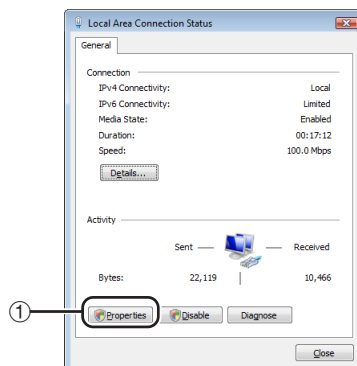 Local Area Connection Status
General
Connection
IPv4 Connectivity: Local
IPv6 Connectivity: Limited
Media State: Enabled
Duration: 00:17:12
Speed: 100.0 Mbps
Details...
Activity
Sent Received
Bytes: 22,119 10,466
① Properties Disable Diagnose
Close